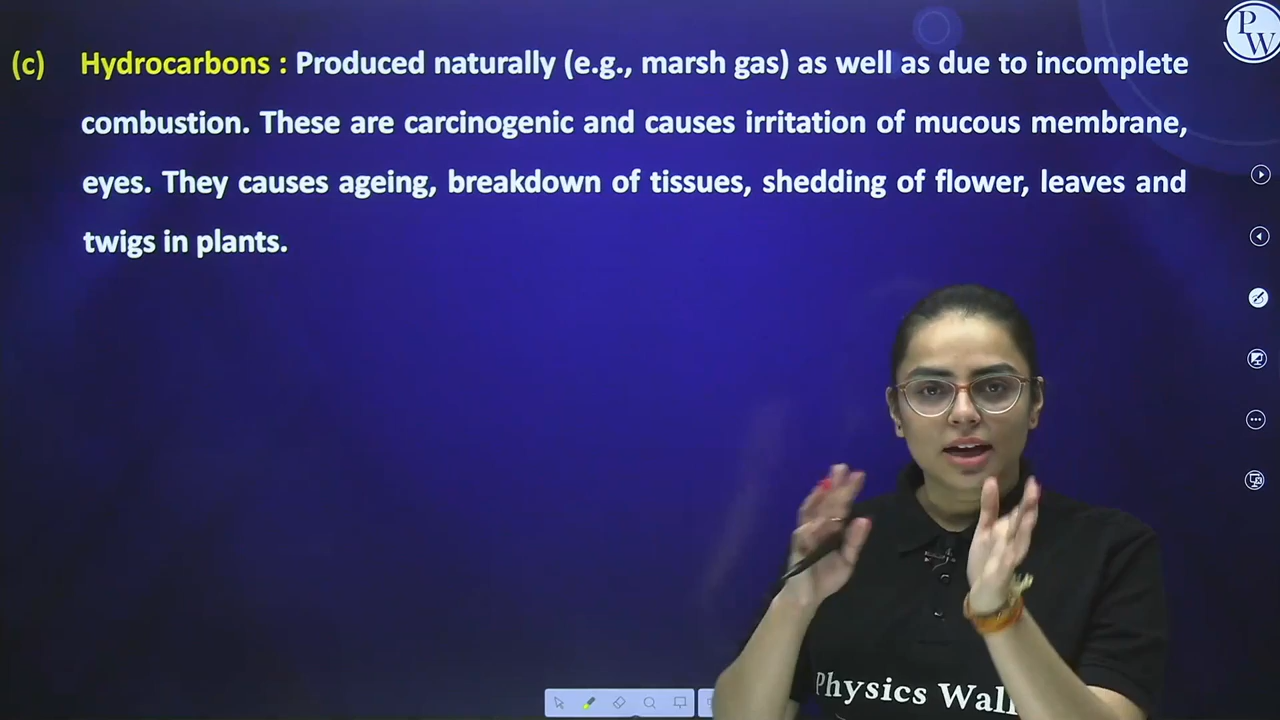 (c) Hydrocarbons : Produced naturally (e.g., marsh gas) as well as due to incomplete
combustion. These are carcinogenic and causes irritation of mucous membrane,
eyes. They causes ageing, breakdown of tissues, shedding of flower, leaves and
twigs in plants.
PW
Physics Wall